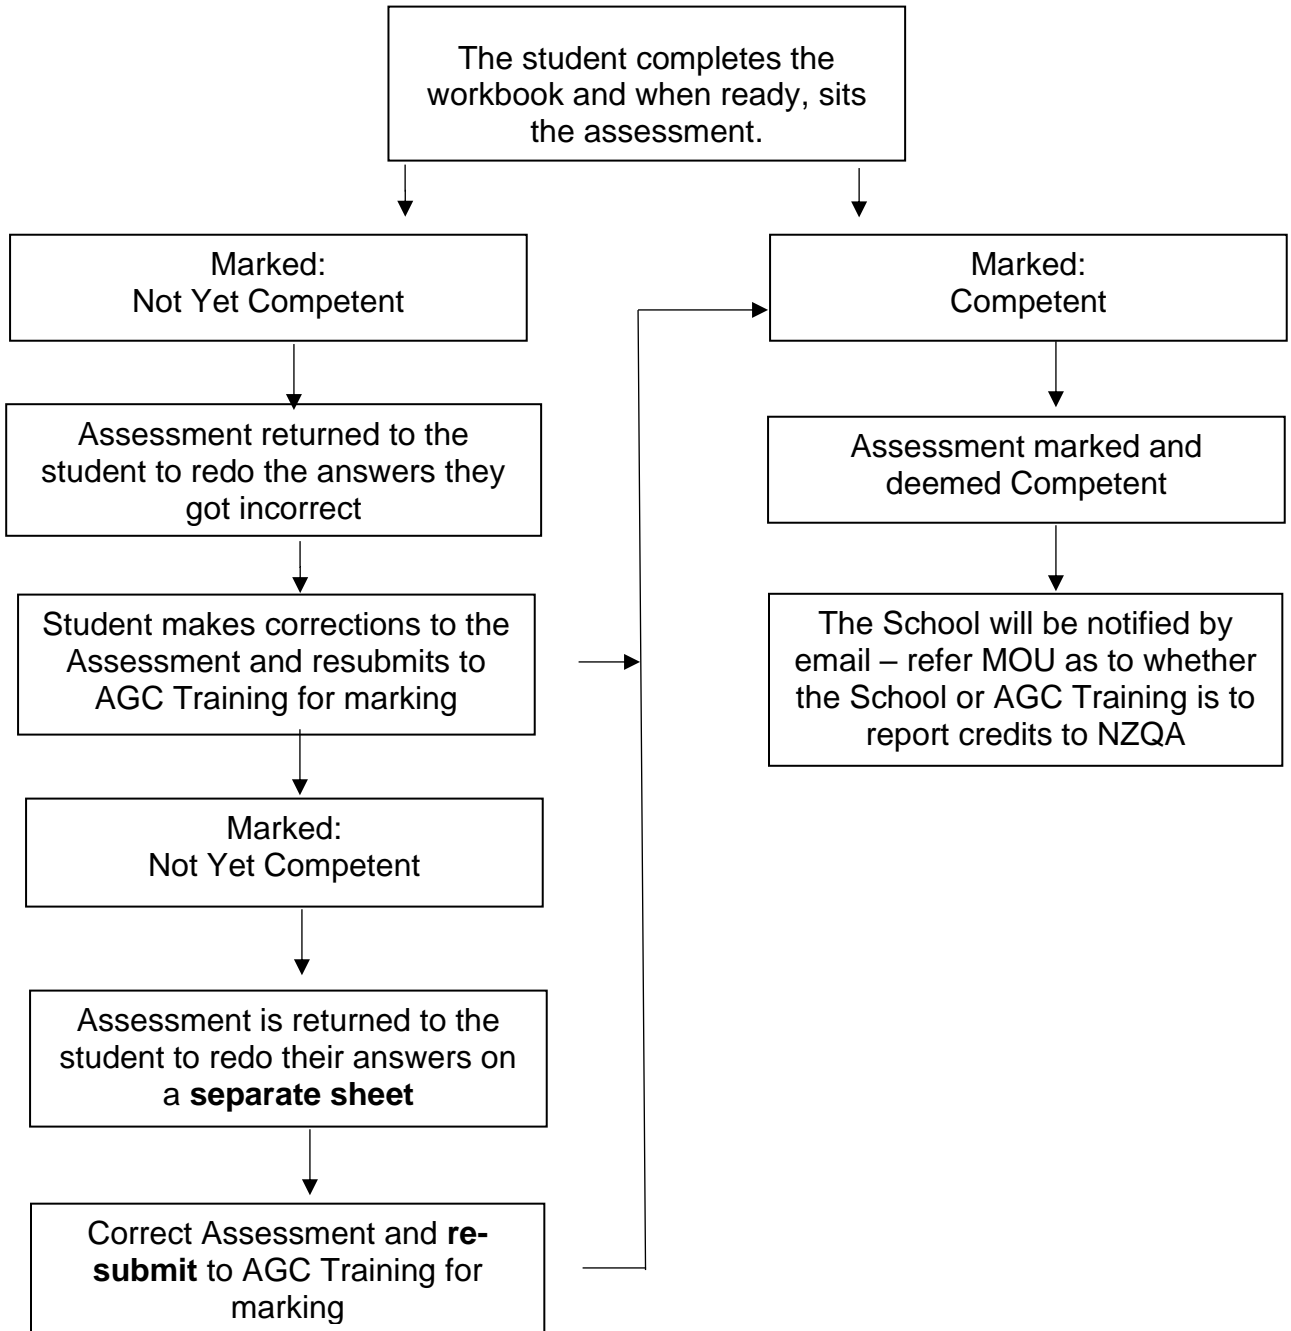 The student completes the
workbook and when ready, sits
the assessment.
Marked:
Not Yet Competent
Marked:
Competent
Assessment returned to the
student to redo the answers they
got incorrect
Assessment marked and
deemed Competent
Student makes corrections to the
Assessment and resubmits to
AGC Training for marking
The School will be notified by
email – refer MOU as to whether
the School or AGC Training is to
report credits to NZQA
Marked:
Not Yet Competent
Assessment is returned to the
student to redo their answers on
a separate sheet
Correct Assessment and re-
submit to AGC Training for
marking